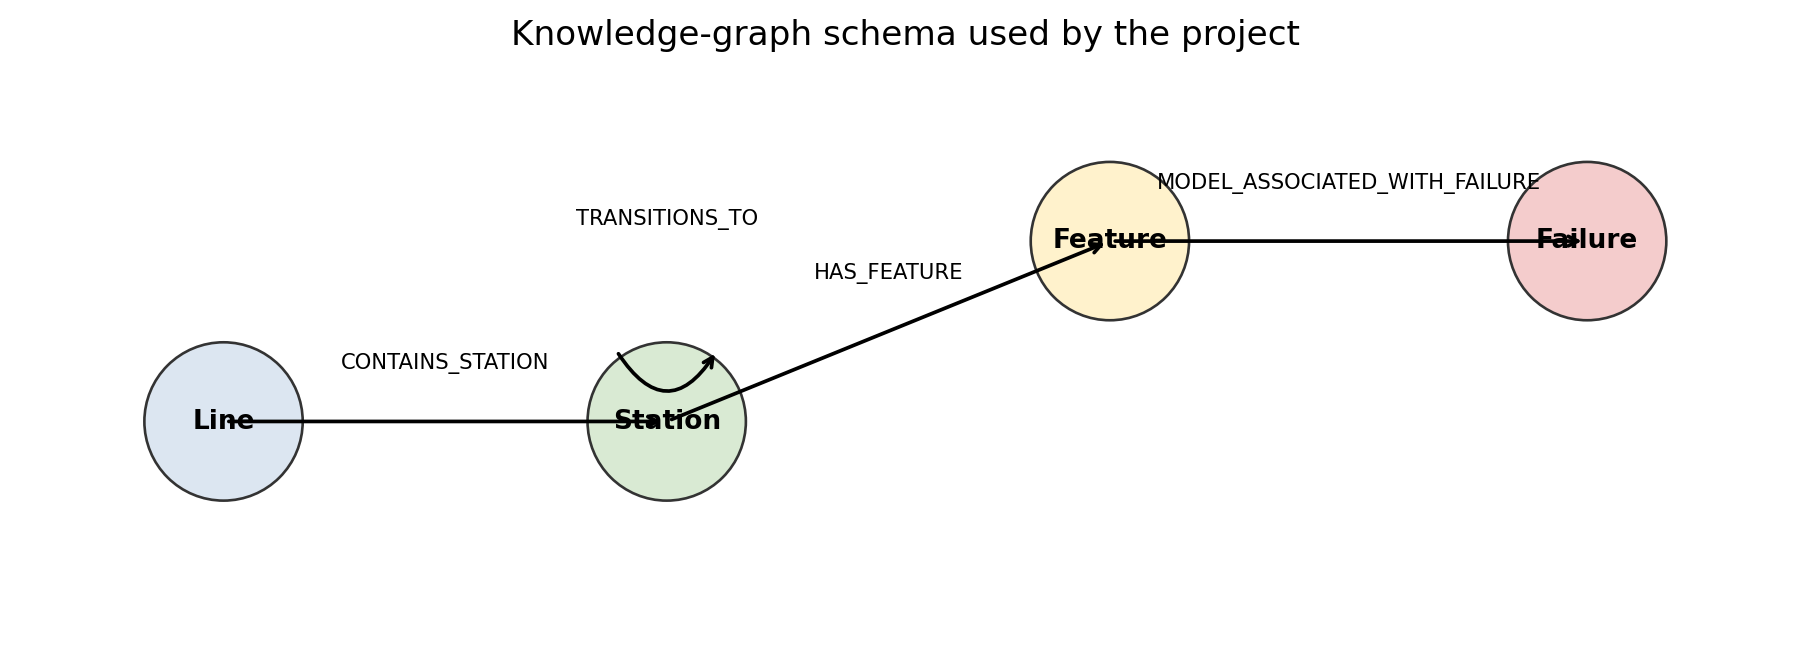 Knowledge-graph schema used by the project
MODEL_ASSOCIATED_WITH_FAILURE
TRANSITIONS_TO
Feature
Failure
HAS_FEATURE
CONTAINS_STATION
Line
Station